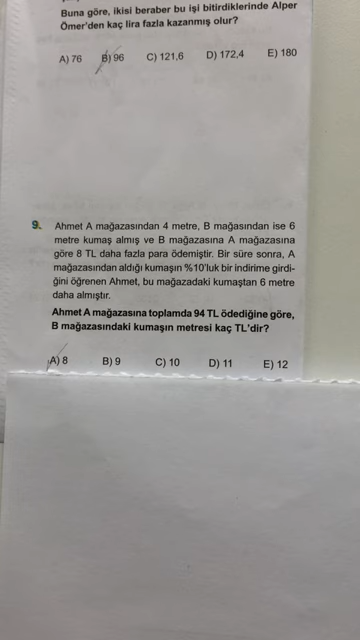 Buna göre, ikisi beraber bu işi bitirdiklerinde Alper
Ömer'den kaç lira fazla kazanmış olur?
A) 76 B) 96 C) 121,6 D) 172,4 E) 180
9. Ahmet A mağazasından 4 metre, B mağasından ise 6
metre kumaş almış ve B mağazasına A mağazasına
göre 8 TL daha fazla para ödemiştir. Bir süre sonra, A
mağazasından aldığı kumaşın %10'luk bir indirime girdi-
ğini öğrenen Ahmet, bu mağazadaki kumaştan 6 metre
daha almıştır.
Ahmet A mağazasına toplamda 94 TL ödediğine göre,
B mağazasındaki kumaşın metresi kaç TL'dir?
A) 8 B) 9 C) 10 D) 11 E) 12